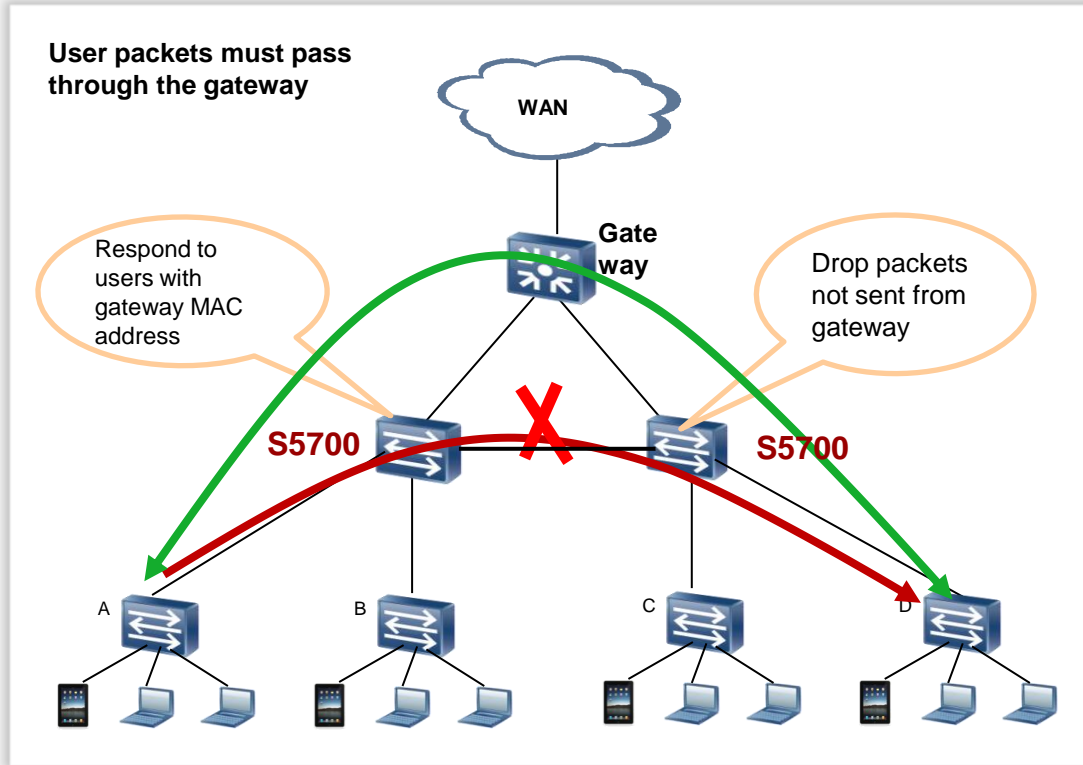 User packets must pass
through the gateway
WAN
Gate
way
Respond to
users with
gateway MAC
address
Drop packets
not sent from
gateway
S5700
S5700
A
B
C
D